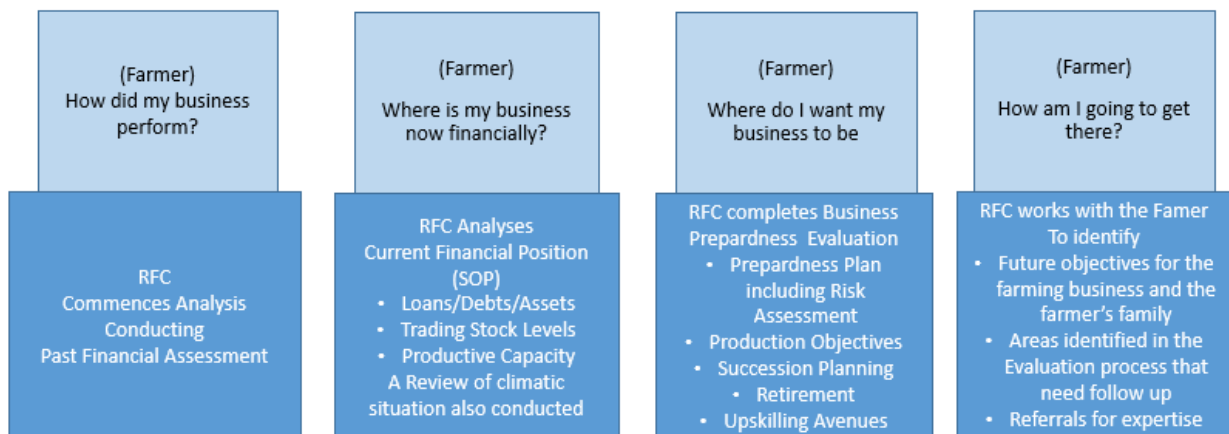 (Farmer)
How did my business
perform?
RFC
Commences Analysis
Conducting
Past Financial Assessment
(Farmer)
Where is my business
now financially?
RFC Analyses
Current Financial Position
(SOP)
• Loans/Debts/Assets
• Trading Stock Levels
• Productive Capacity
A Review of climatic
situation also conducted
(Farmer)
Where do I want my
business to be
RFC completes Business
Prepardness Evaluation
• Prepardness Plan
including Risk
Assessment
• Production Objectives
• Succession Planning
• Retirement
• Upskilling Avenues
(Farmer)
How am I going to get
there?
RFC works with the Famer
To identify
• Future objectives for the
farming business and the
farmer's family
• Areas identified in the
Evaluation process that
need follow up
• Referrals for expertise